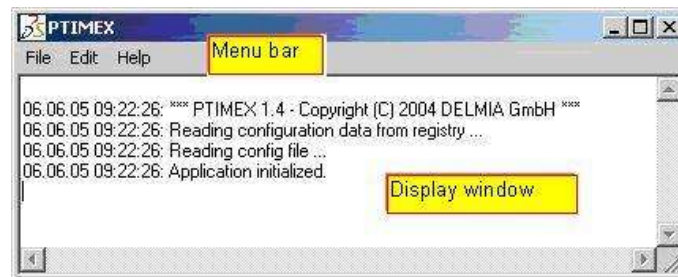 PTIMEX
File Edit Help
Menu bar
06.06.05 09:22:26: *** PTIMEX 1.4 - Copyright (C) 2004 DELMIA GmbH ***
06.06.05 09:22:26: Reading configuration data from registry ...
06.06.05 09:22:26: Reading config file ...
06.06.05 09:22:26: Application initialized.
Display window